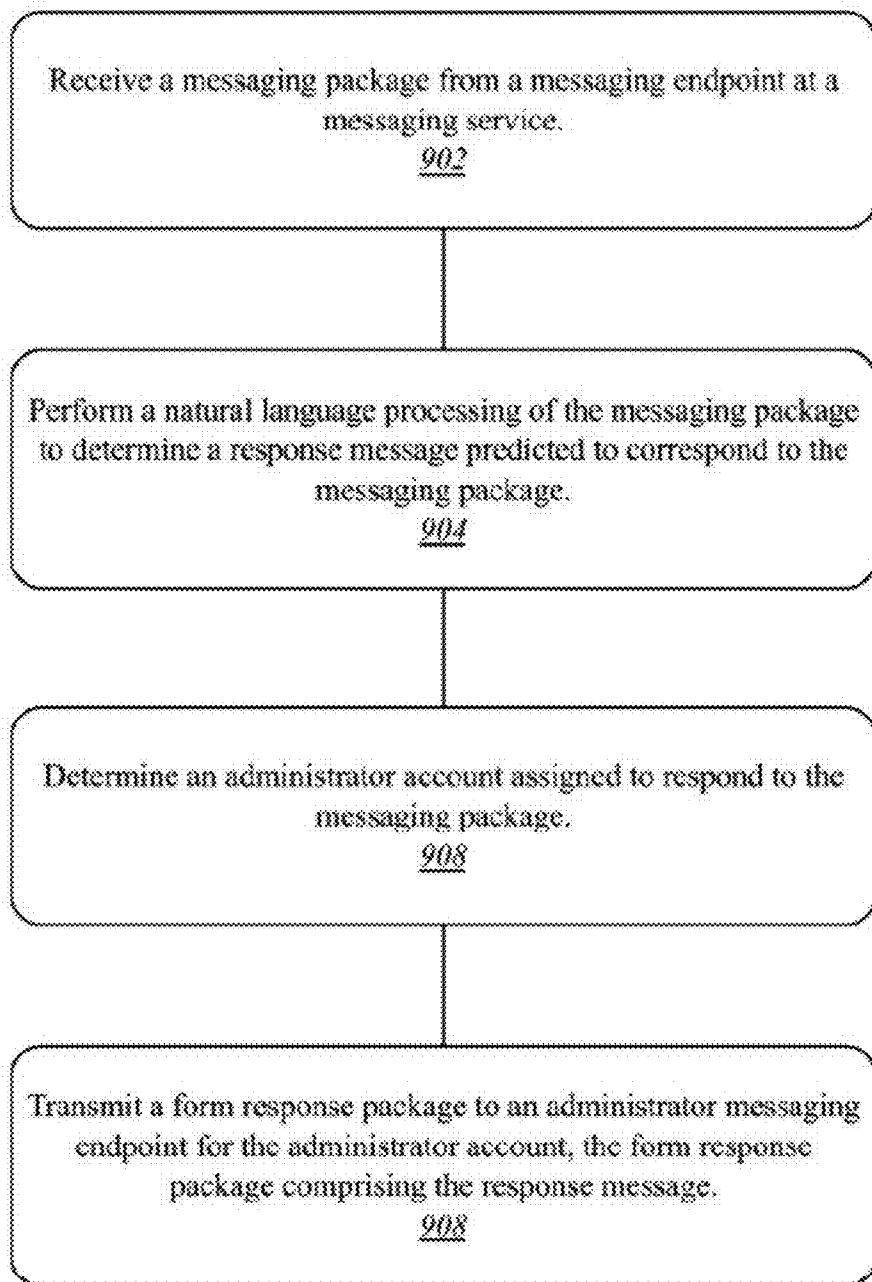 Receive a messaging package from a messaging endpoint at a
messaging service.
902
Perform a natural language processing of the messaging package
to determine a response message predicted to correspond to the
messaging package.
904
Determine an administrator account assigned to respond to the
messaging package.
908
Transmit a form response package to an administrator messaging
endpoint for the administrator account, the form response
package comprising the response message.
908